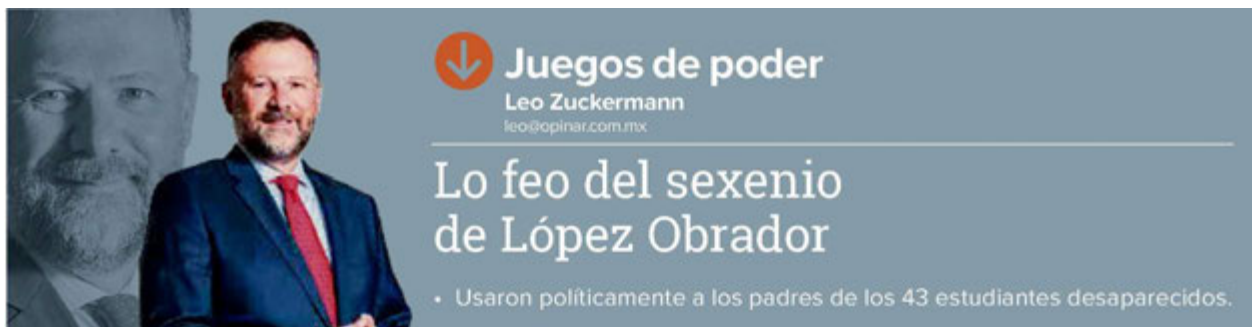 Juegos de poder
Leo Zuckermann
leo@opinar.com.mx
Lo feo del sexenio
de López Obrador
• Usaron políticamente a los padres de los 43 estudiantes desaparecidos.